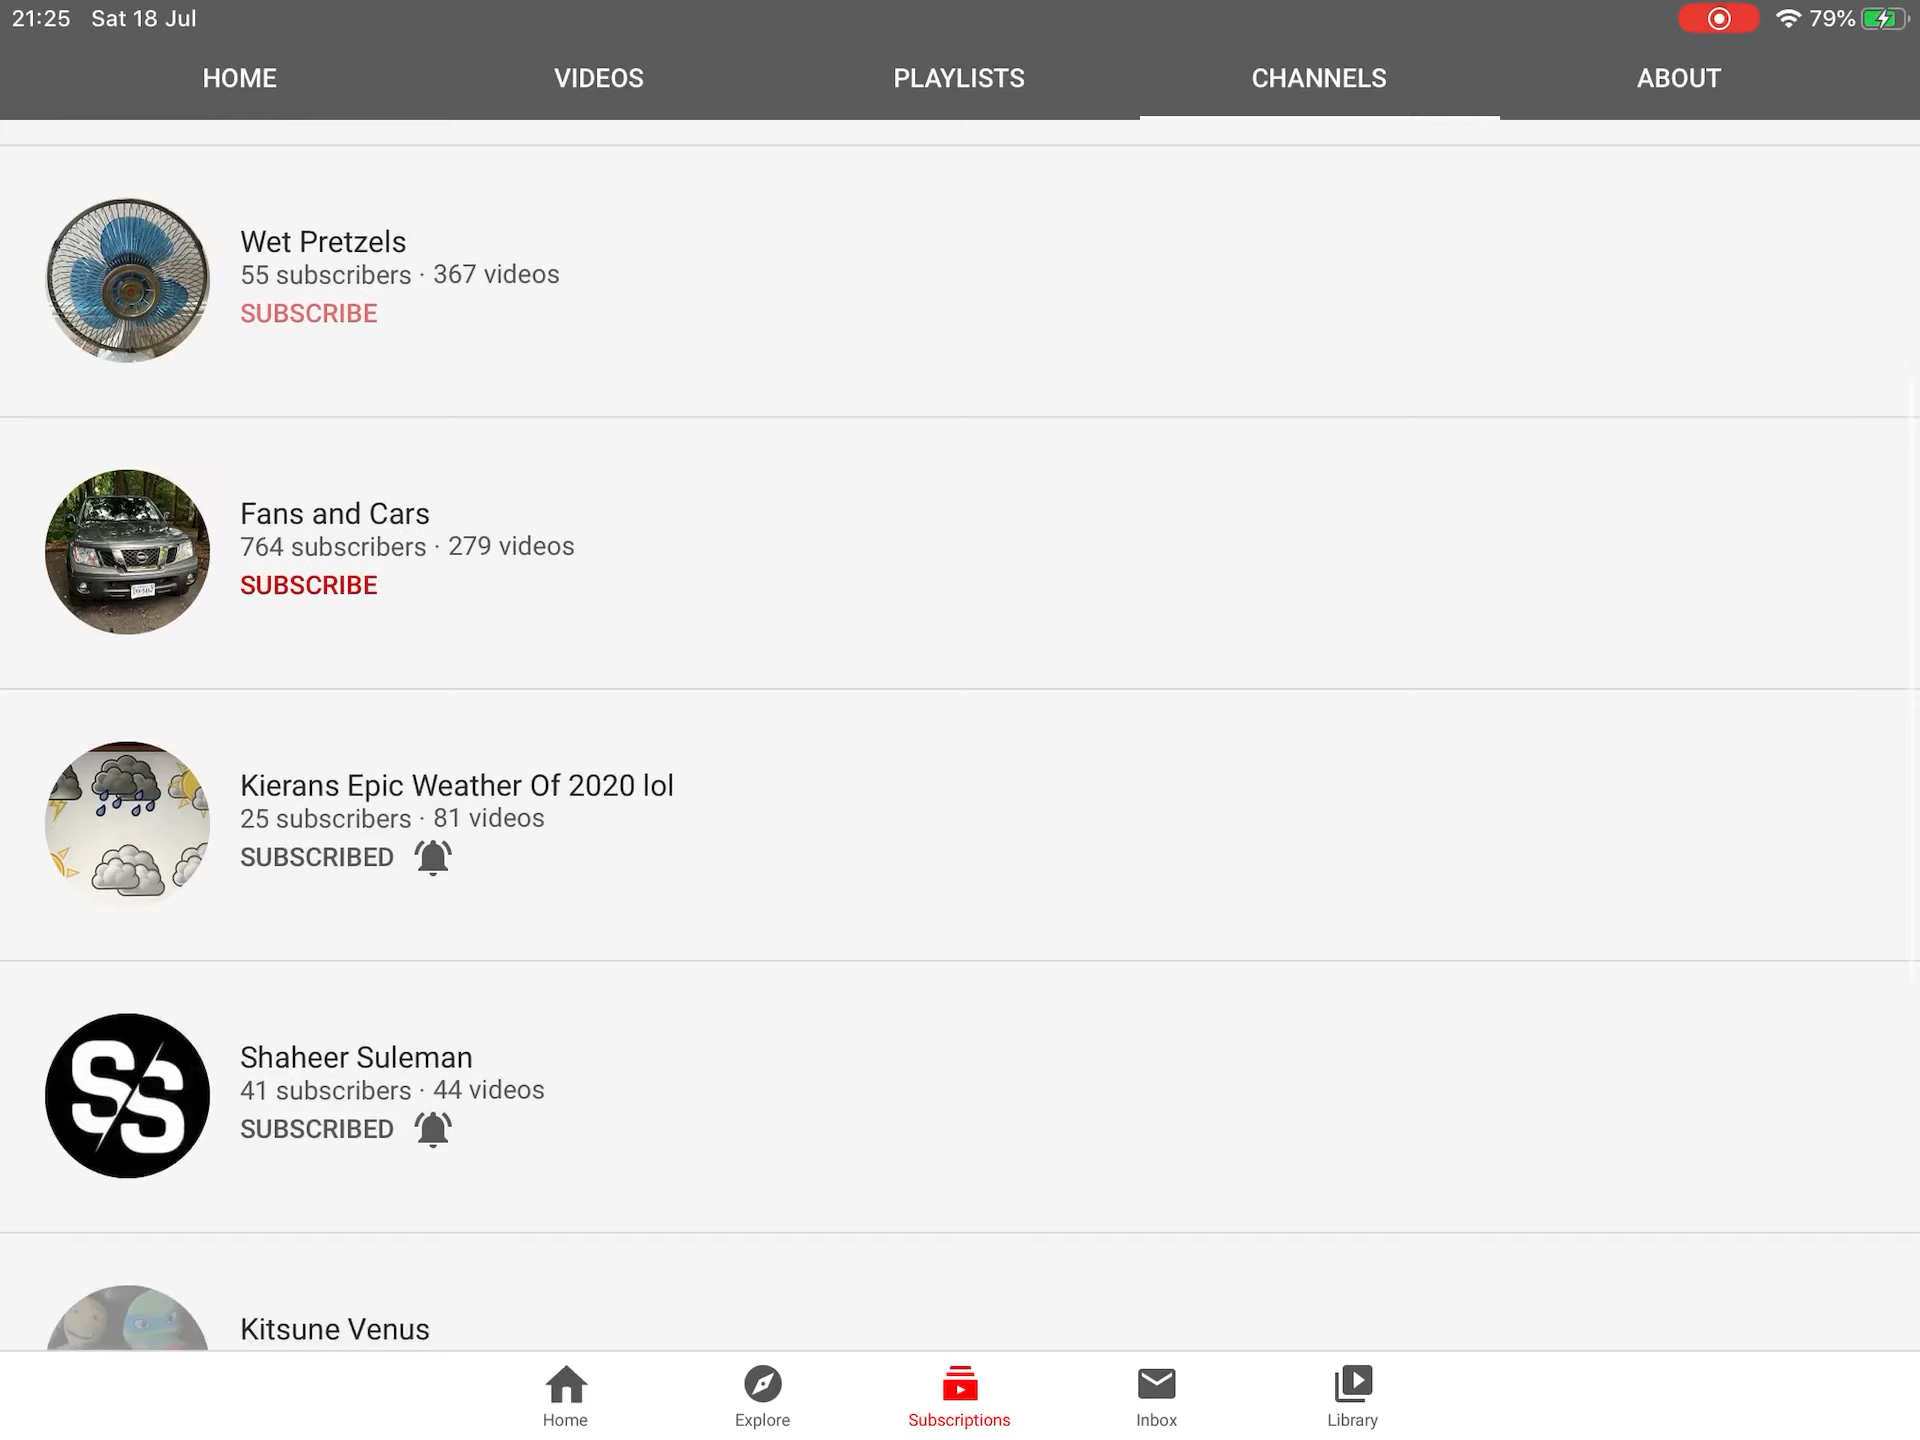 21:25 Sat 18 Jul 79%
HOME VIDEOS PLAYLISTS CHANNELS ABOUT
Wet Pretzels
55 subscribers · 367 videos
SUBSCRIBE
Fans and Cars
764 subscribers · 279 videos
SUBSCRIBE
Kierans Epic Weather Of 2020 lol
25 subscribers · 81 videos
SUBSCRIBED
SS
Shaheer Suleman
41 subscribers · 44 videos
SUBSCRIBED
Kitsune Venus
Home Explore Subscriptions Inbox Library